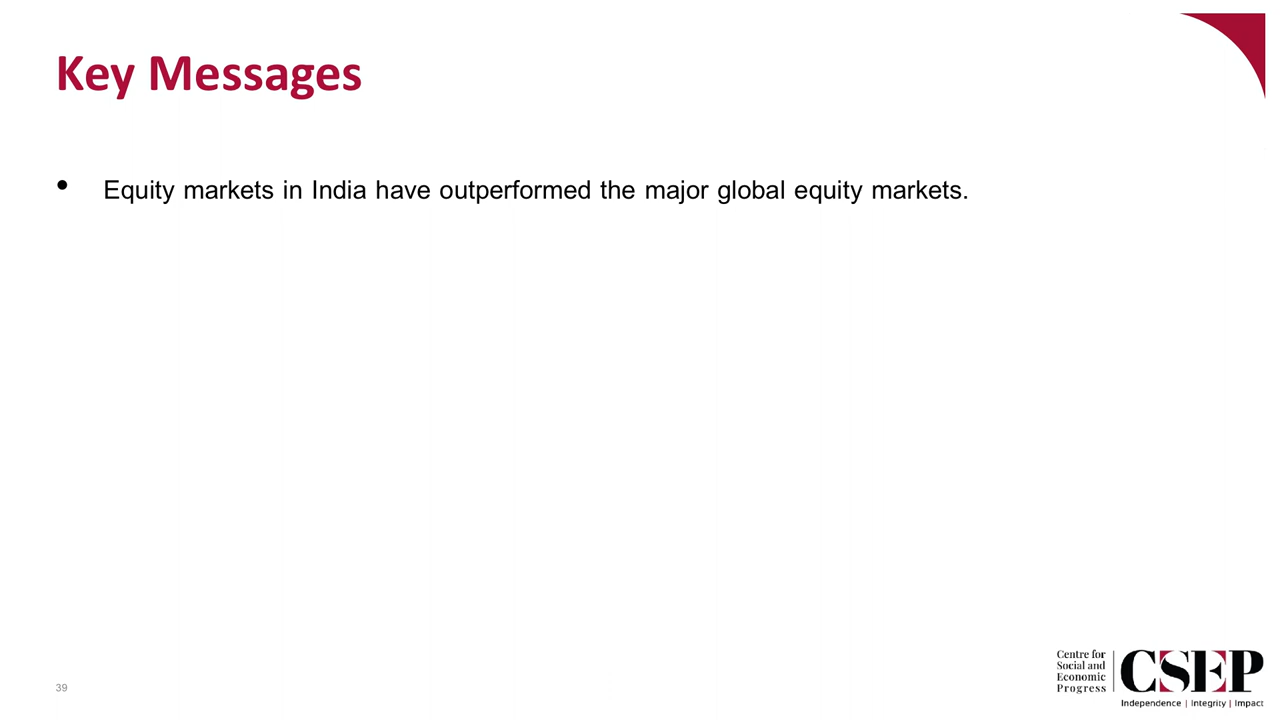 Key Messages
• Equity markets in India have outperformed the major global equity markets.
Centre for
Social and
Economic
Progress
CSEP
Independence | Integrity | Impact
39